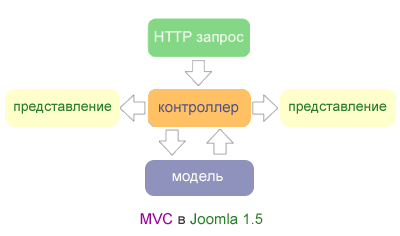 HTTP запрос
представление
контроллер
представление
модель
MVC в Joomla 1.5